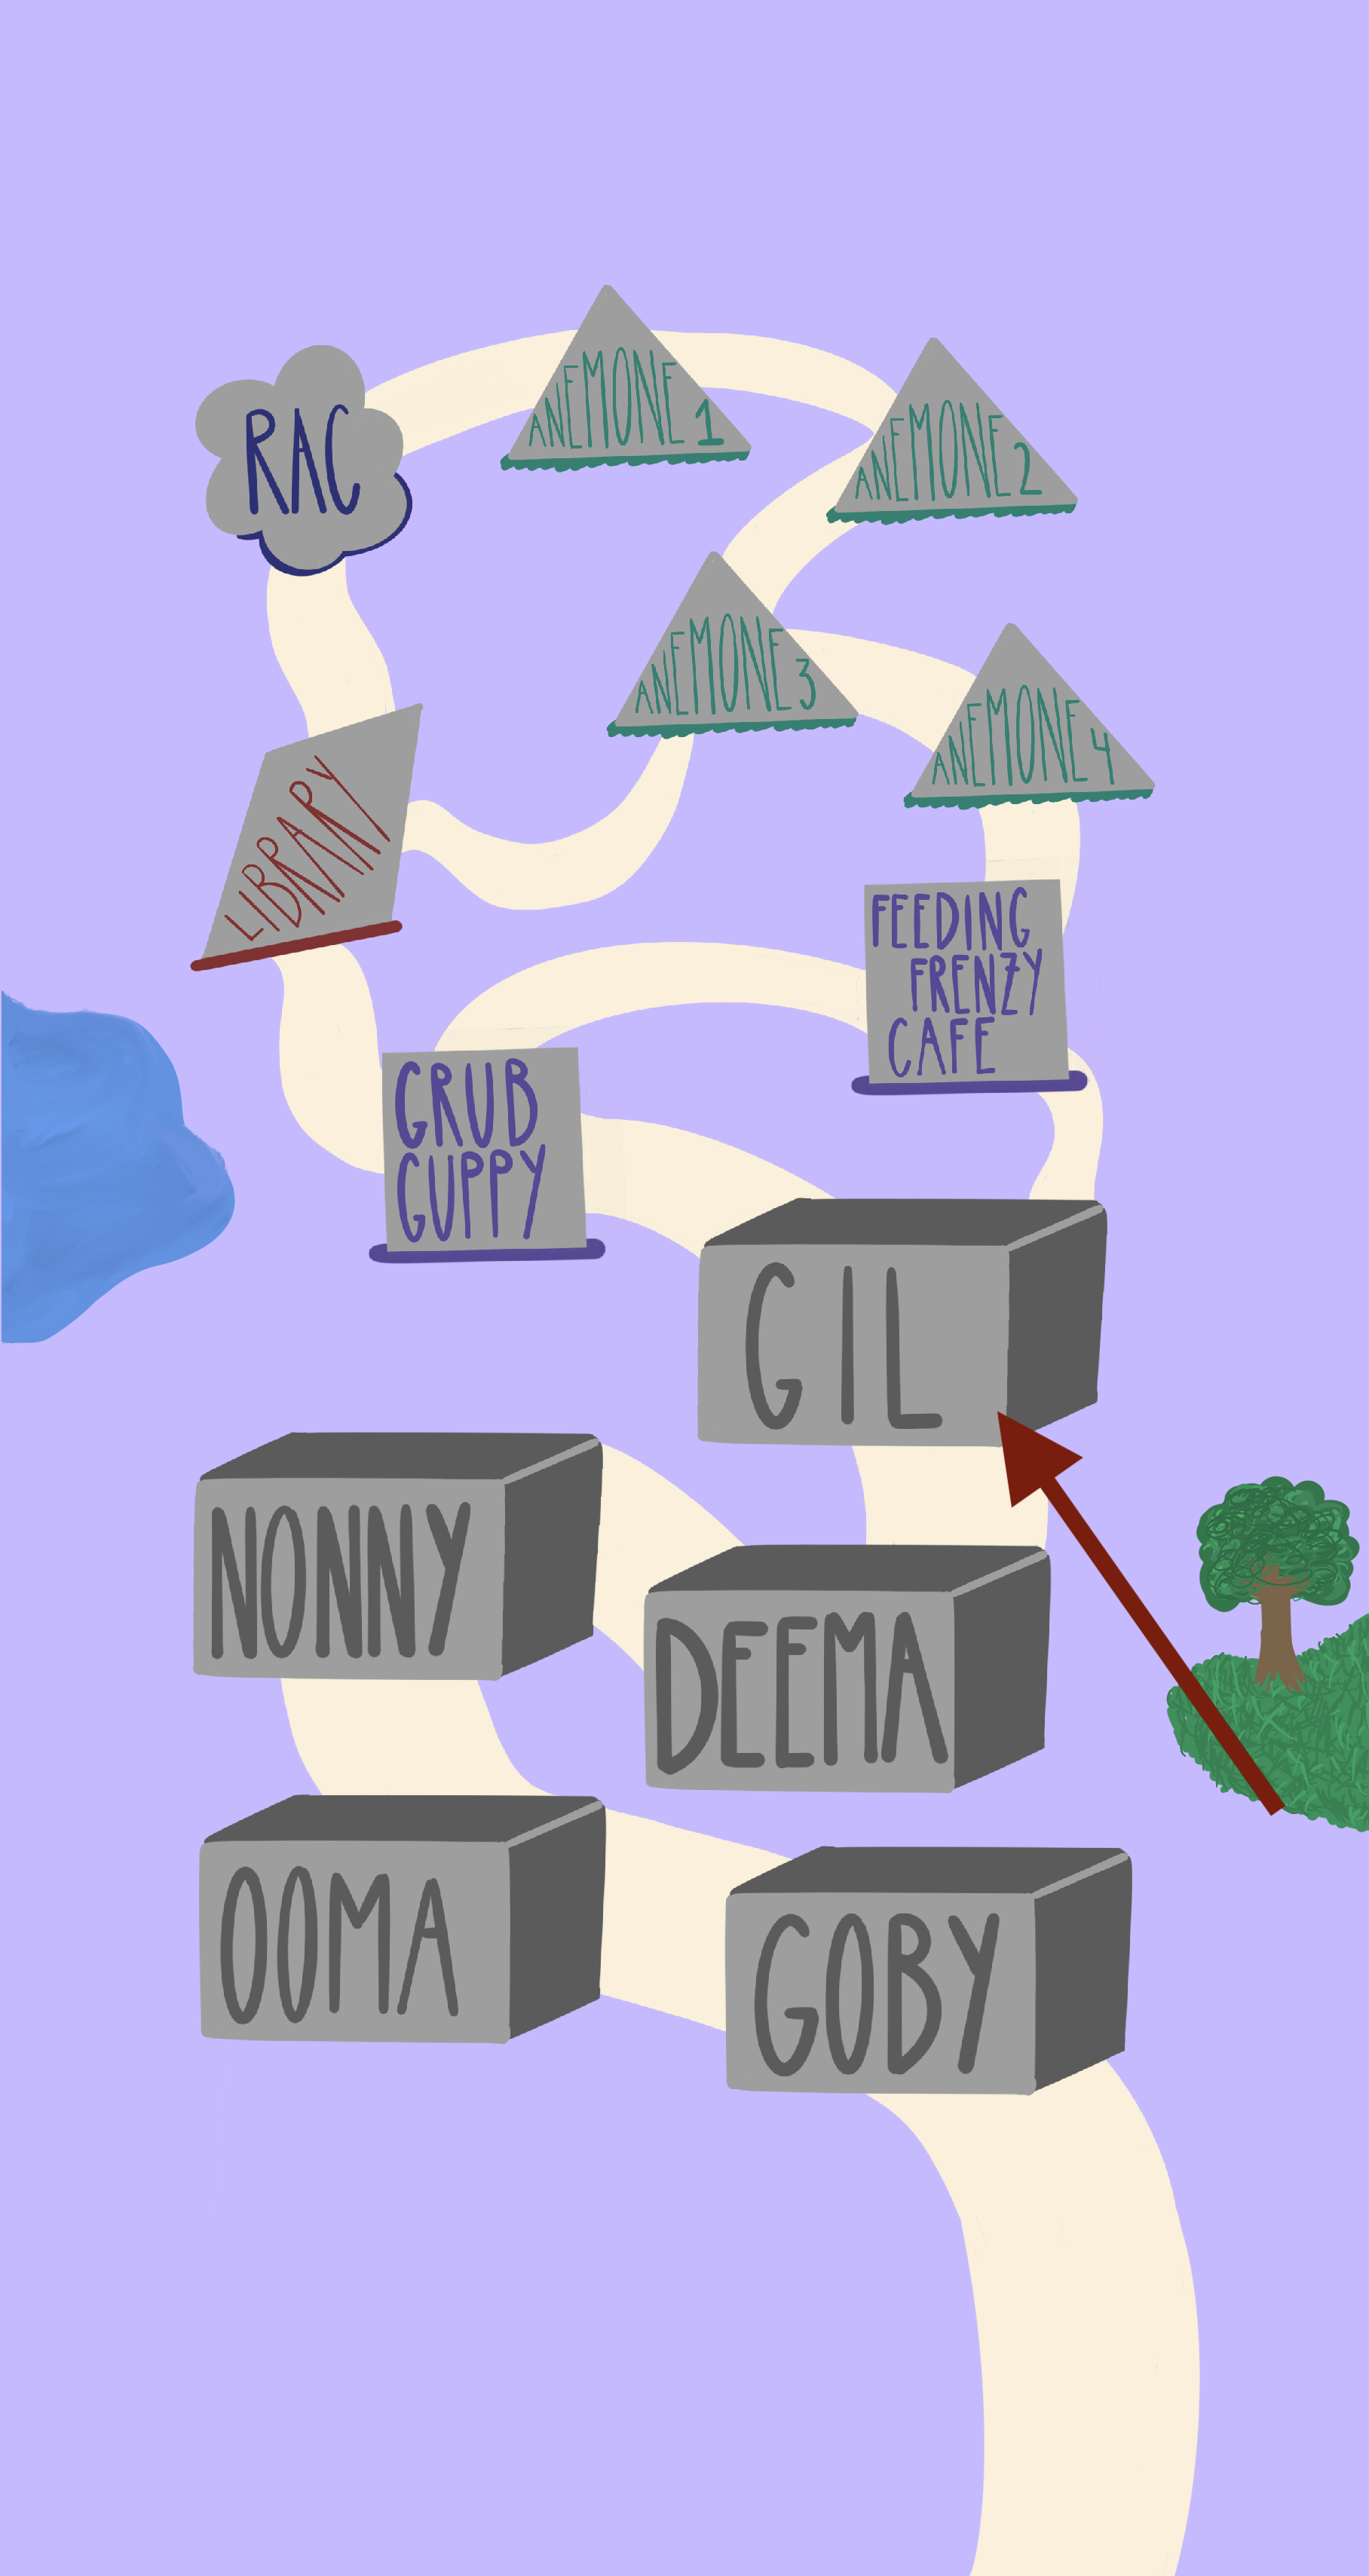 ANEMONE 1
ANEMONE 2
RAC
ANEMONE 3
ANEMONE 4
LIBRARY
FEEDING
FRENZY
CAFE
GRUB
GUPPY
GIL
NONNY
DEEMA
OOMA
GOBY